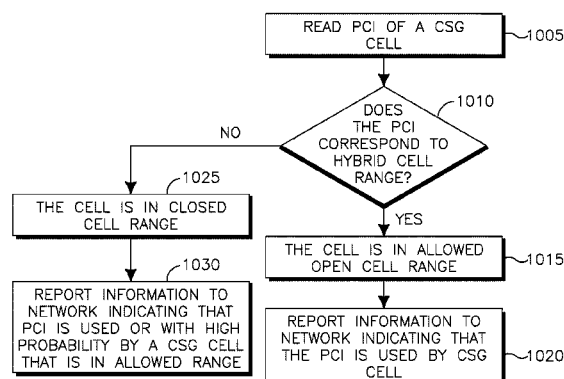 READ PCI OF A CSG
CELL
1005
DOES
THE PCI
CORRESPOND TO
HYBRID CELL
RANGE?
1010
NO
YES
1025
THE CELL IS IN CLOSED
CELL RANGE
THE CELL IS IN ALLOWED
OPEN CELL RANGE
1015
1030
REPORT INFORMATION TO
NETWORK INDICATING THAT
PCI IS USED OR WITH HIGH
PROBABILITY BY A CSG CELL
THAT IS IN ALLOWED RANGE
REPORT INFORMATION TO
NETWORK INDICATING THAT
THE PCI IS USED BY CSG
CELL
1020